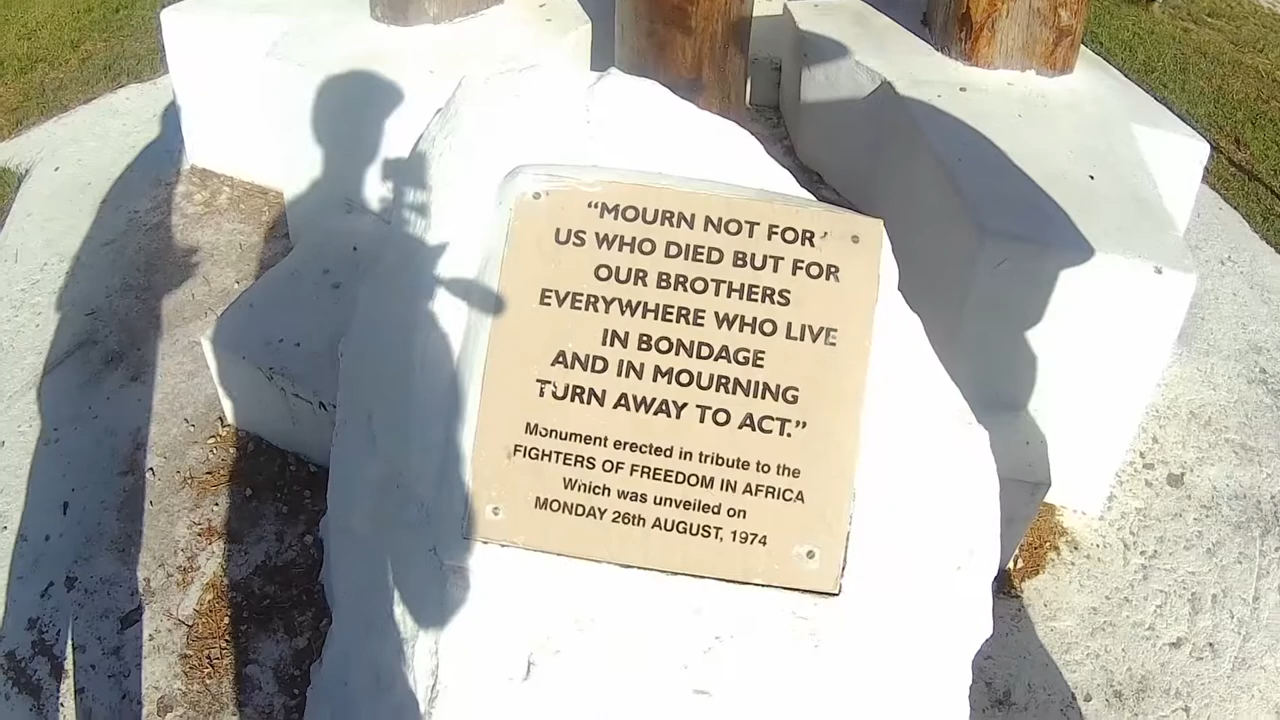 “MOURN NOT FOR
US WHO DIED BUT FOR
OUR BROTHERS
EVERYWHERE WHO LIVE
IN BONDAGE
AND IN MOURNING
TURN AWAY TO ACT.”
Monument erected in tribute to the
FIGHTERS OF FREEDOM IN AFRICA
Which was unveiled on
MONDAY 26th AUGUST, 1974